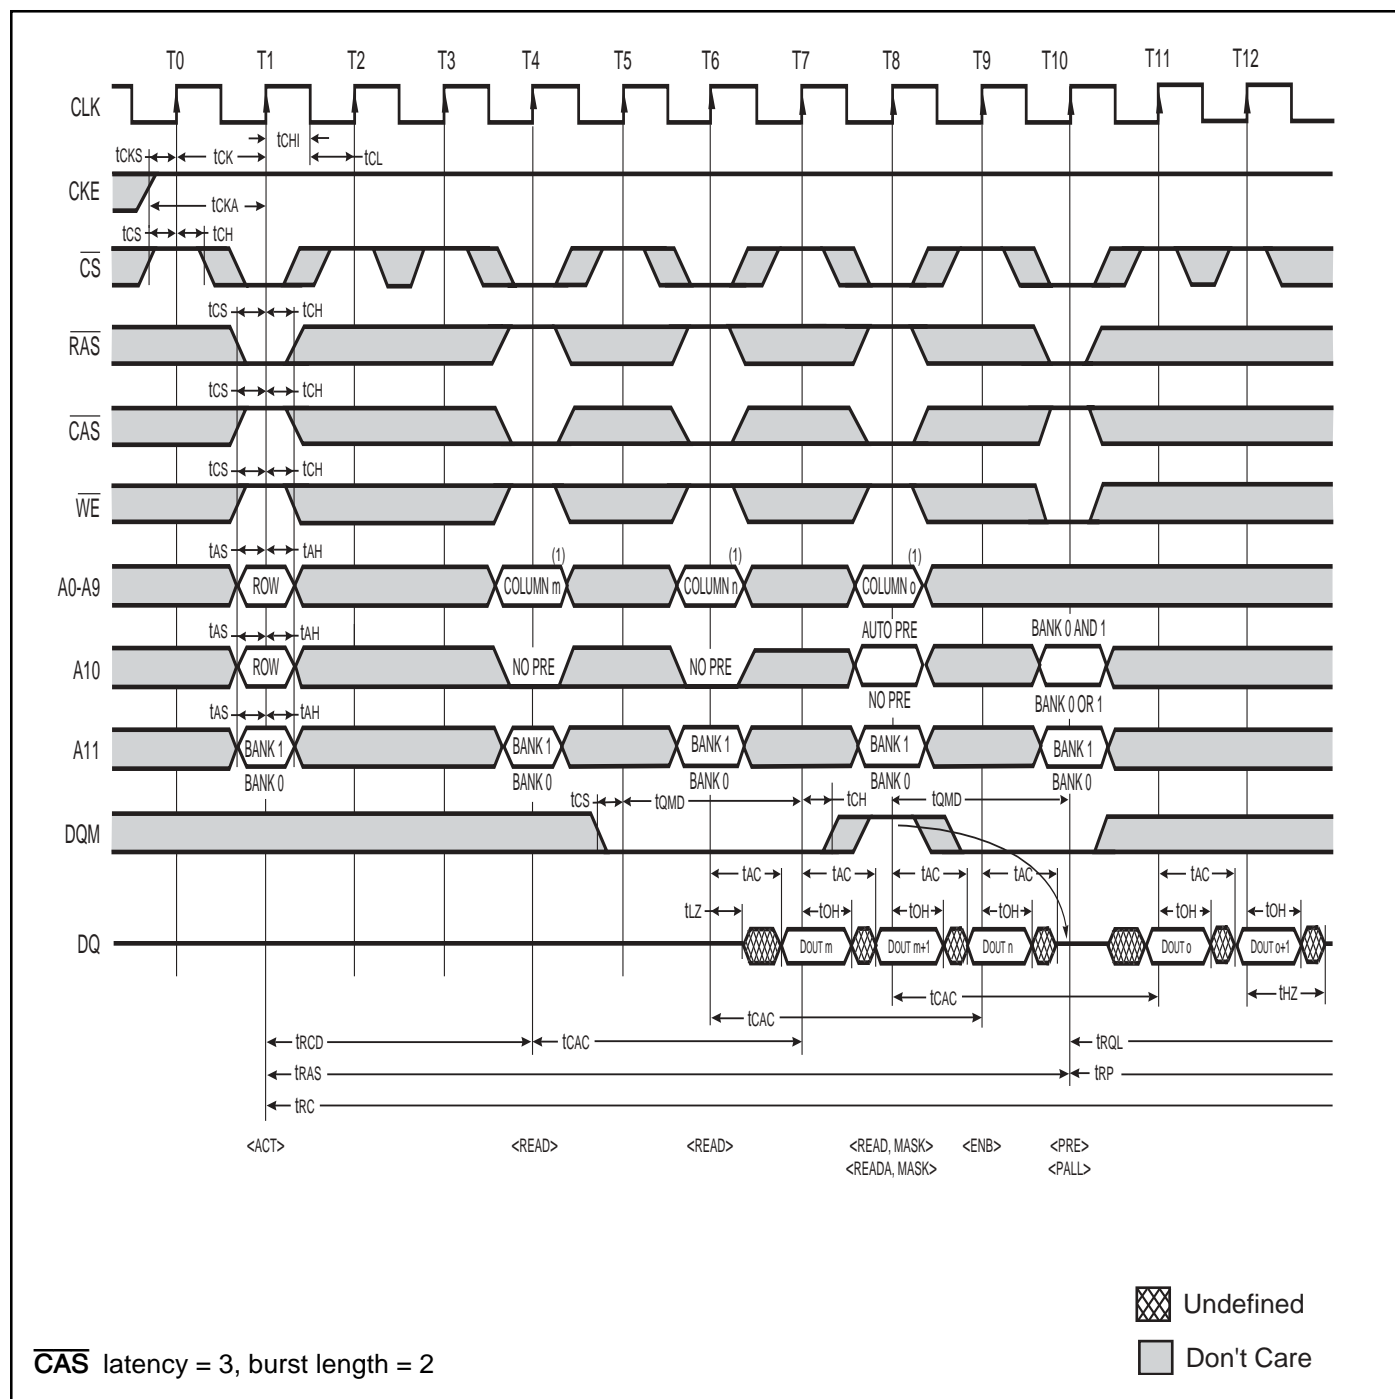 T0 T1 T2 T3 T4 T5 T6 T7 T8 T9 T10 T11 T12
CLK
tCHI
tCKS tCK tCL
CKE
tCKA
tCS tCH
CS
tCS tCH
RAS
tCS tCH
CAS
tCS tCH
WE
tAS tAH (1) (1) (1)
A0-A9 ROW COLUMN m COLUMN n COLUMN o
tAS tAH AUTO PRE BANK 0 AND 1
A10 ROW NO PRE NO PRE
NO PRE BANK 0 OR 1
tAS tAH
A11 BANK 1 BANK 1 BANK 1 BANK 1 BANK 1
BANK 0 BANK 0 BANK 0 BANK 0 BANK 0
tCS tQMD tCH tQMD
DQM
tAC tAC tAC tAC tAC
tLZ tOH tOH tOH tOH tOH
DQ DOUT m DOUT m+1 DOUT n DOUT o DOUT o+1
tCAC tHZ
tCAC
tRCD tCAC tRQL
tRAS tRP
tRC
<ACT> <READ> <READ> <READ, MASK> <ENB> <PRE>
<READA, MASK> <PALL>
Undefined
Don't Care
CAS latency = 3, burst length = 2